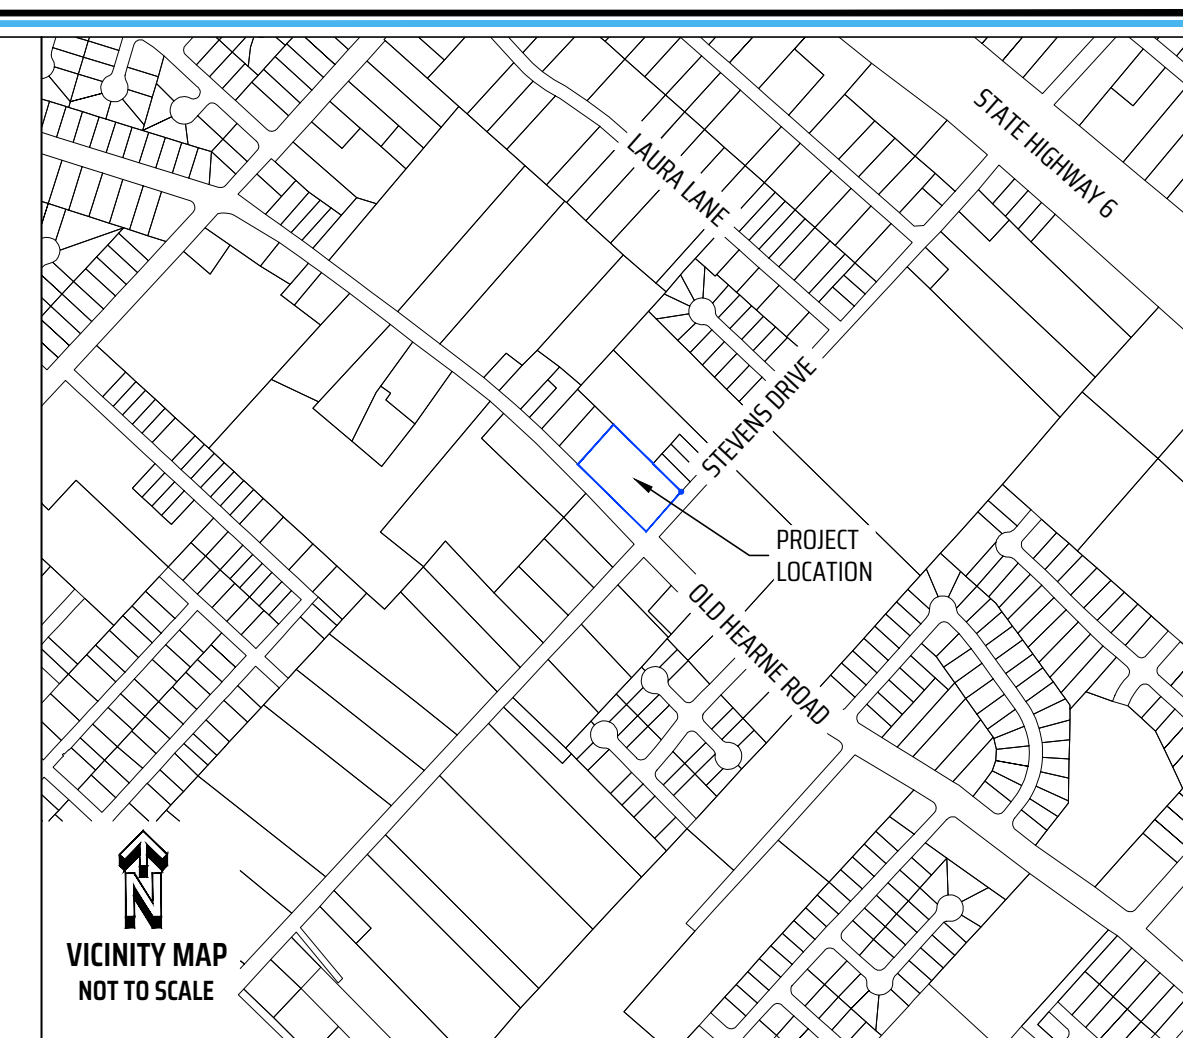 STATE HIGHWAY 6
LAURA LANE
STEVENS DRIVE
PROJECT
LOCATION
OLD HEARNE ROAD
N
VICINITY MAP
NOT TO SCALE